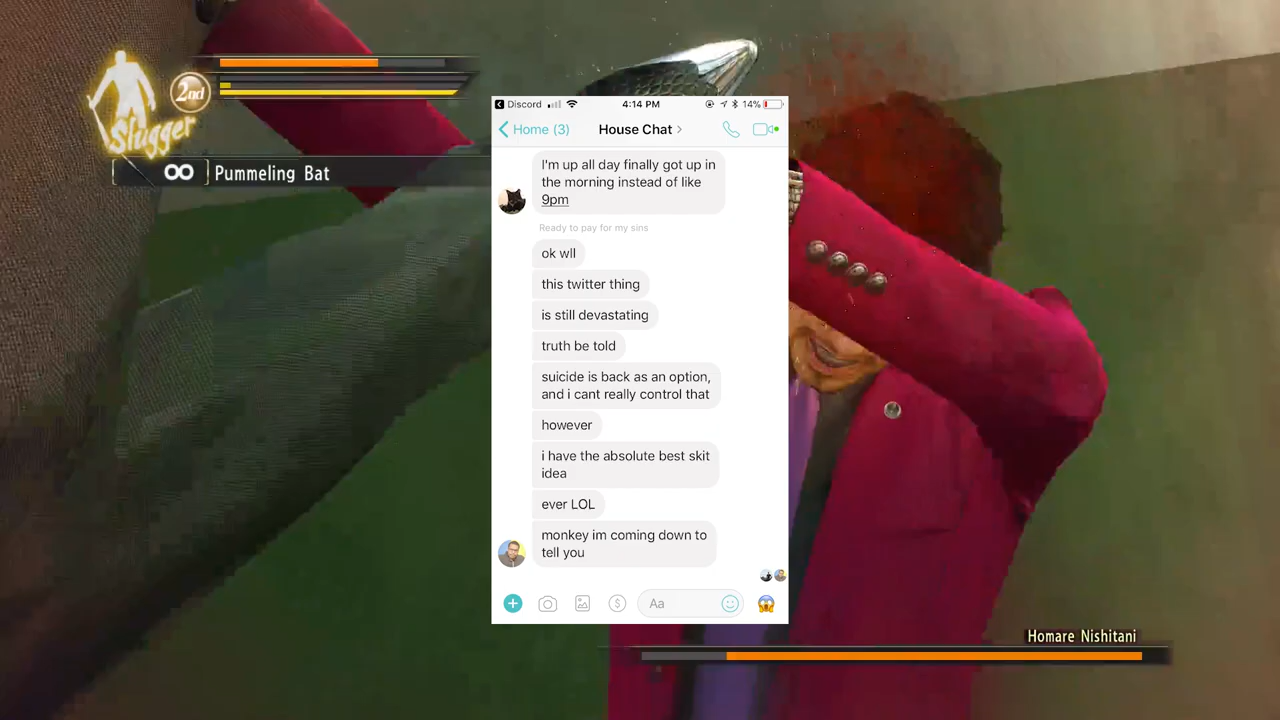 2nd
Slugger
∞ Pummeling Bat
Discord
4:14 PM
14%
Home (3)
House Chat
I'm up all day finally got up in
the morning instead of like
9pm
Ready to pay for my sins
ok wll
this twitter thing
is still devastating
truth be told
suicide is back as an option,
and i cant really control that
however
i have the absolute best skit
idea
ever LOL
monkey im coming down to
tell you
Aa
Homare Nishitani